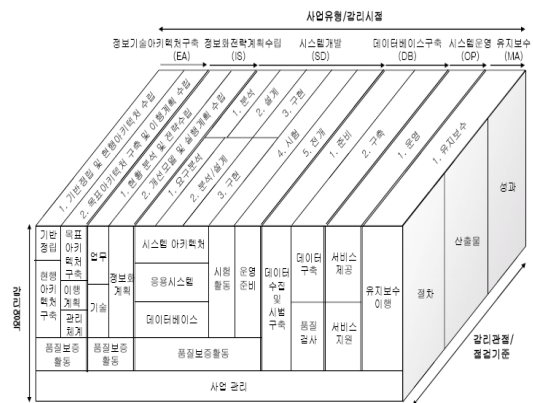 사업유형/감리시점
정보기술아키텍처구축 정보화전략계획수립 시스템개발 데이터베이스구축 시스템운영 유지보수
(EA) (IS) (SD) (DB) (OP) (MA)
1. 기반정립 및 현행아키텍처 수립
2. 목표아키텍처 구축 및 이행계획 수립
1. 현황 분석 및 전략수립
2. 개선모델 및 실행계획 수립
1. 분석
2. 설계
3. 구현
1. 요구분석
2. 분석/설계
3. 구현
4. 시험
5. 전개
1. 준비
2. 구축
1. 운영
1. 유지보수
감리영역
기반
정립
현행
아키
텍처
구축
목표
아키텍처
구축
이행
계획
관리
체계
품질보증
활동
업무
기술
정보화
계획
품질보증
활동
시스템 아키텍처
응용시스템
데이터베이스
시험
활동
운영
준비
품질보증활동
데이터
수집
및
시범
구축
데이터
구축
품질
검사
서비스
제공
서비스
지원
유지보수
이행
사업 관리
절차
산출물
성과
감리관점/
점검기준